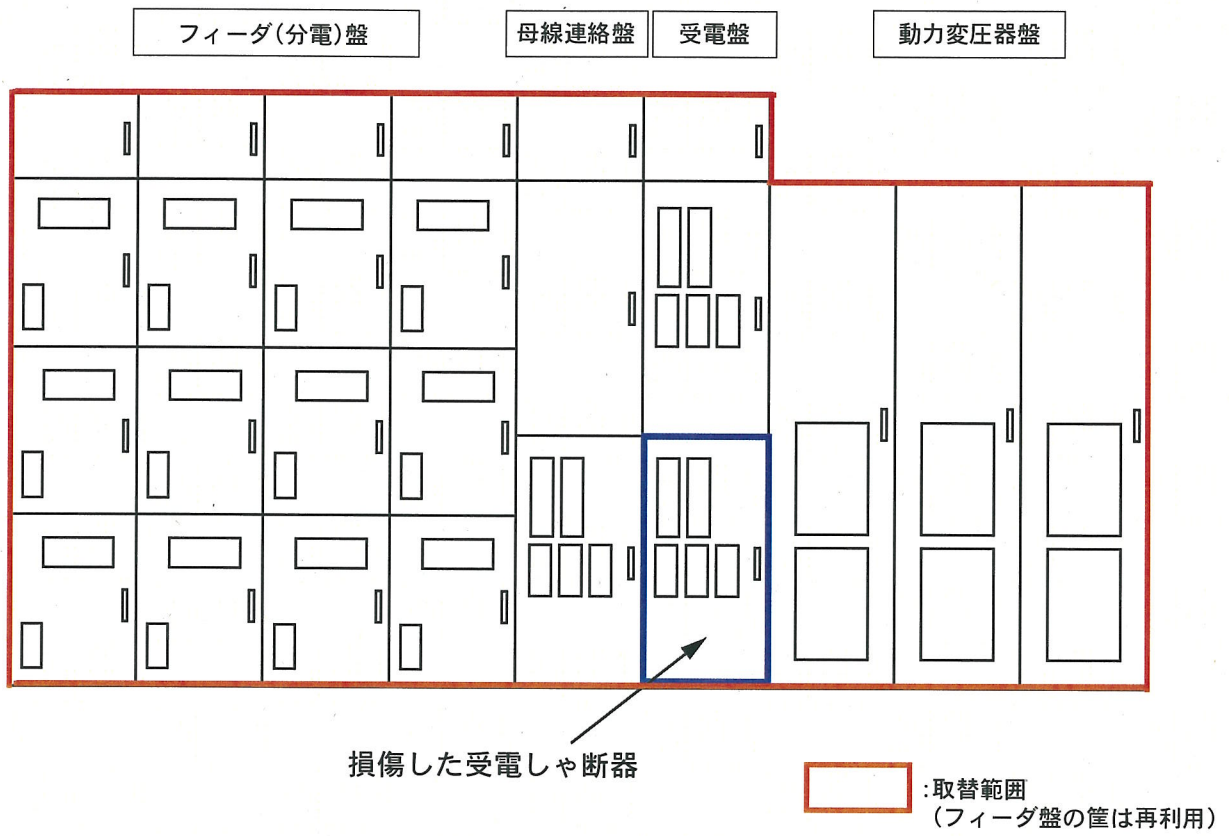 フィーダ(分電)盤
母線連絡盤
受電盤
動力変圧器盤
損傷した受電しゃ断器
:取替範囲
(フィーダ盤の筐は再利用)